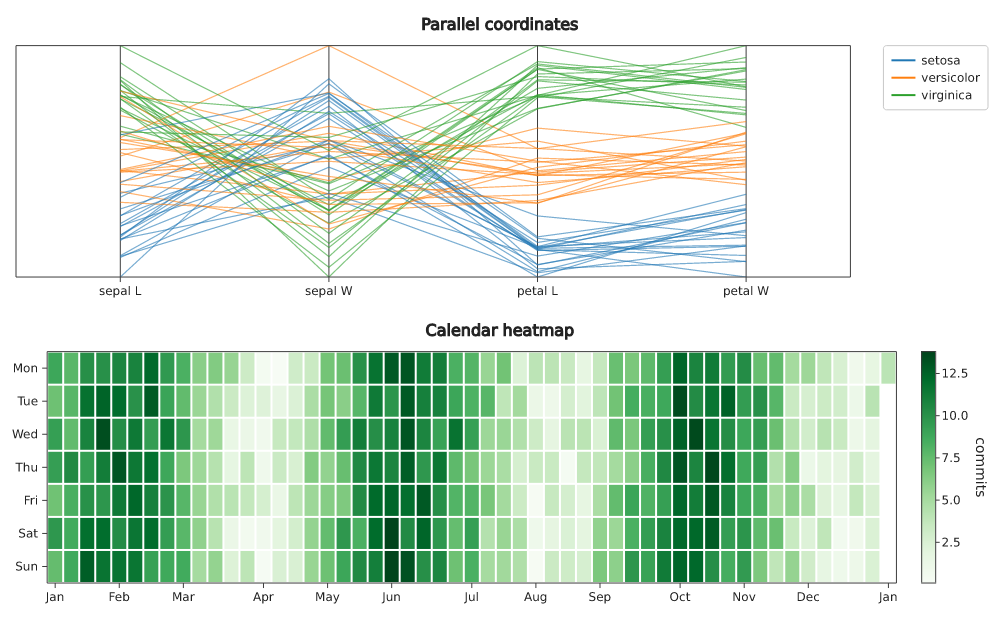 Parallel coordinates
setosa
versicolor
virginica
sepal L
sepal W
petal L
petal W
Calendar heatmap
Mon
Tue
Wed
Thu
Fri
Sat
Sun
Jan Feb Mar Apr May Jun Jul Aug Sep Oct Nov Dec Jan
12.5
10.0
7.5
5.0
2.5
commits